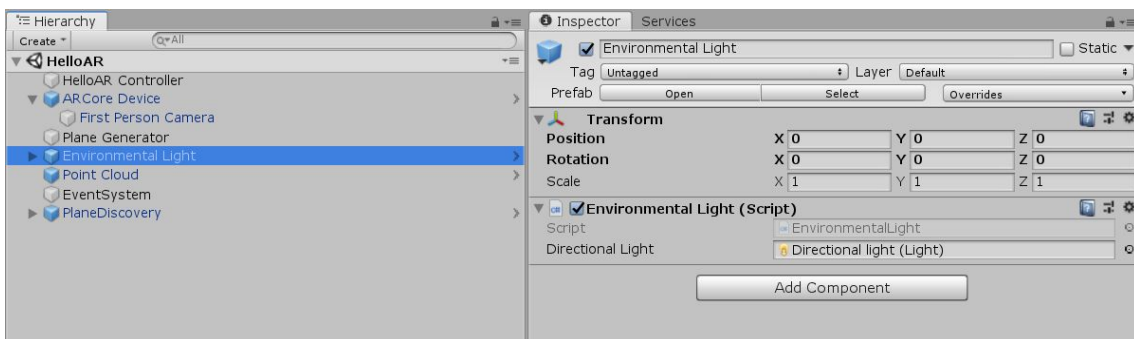 Hierarchy
Create
All
HelloAR
HelloAR Controller
ARCore Device
First Person Camera
Plane Generator
Environmental Light
Point Cloud
EventSystem
PlaneDiscovery
Inspector Services
Environmental Light Static
Tag Untagged Layer Default
Prefab Open Select Overrides
Transform
Position X 0 Y 0 Z 0
Rotation X 0 Y 0 Z 0
Scale X 1 Y 1 Z 1
Environmental Light (Script)
Script EnvironmentalLight
Directional Light Directional light (Light)
Add Component